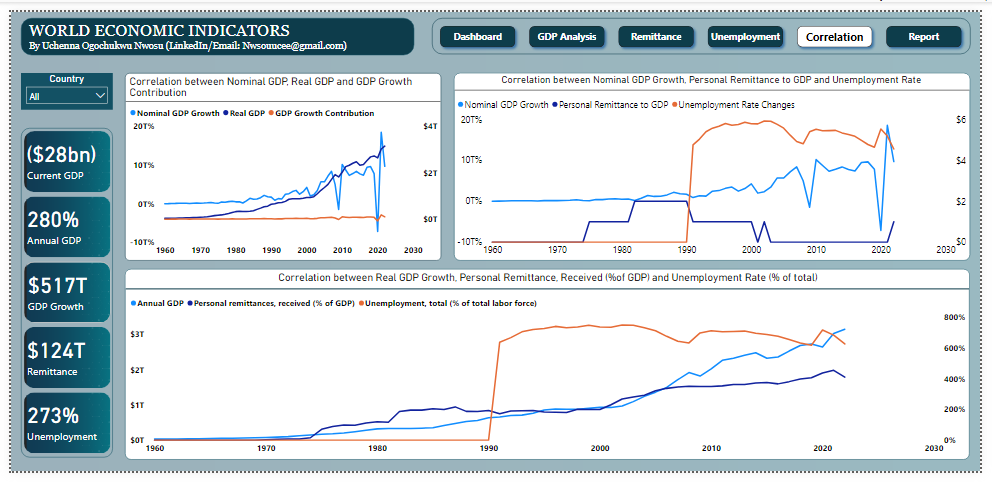 WORLD ECONOMIC INDICATORS
By Uchenna Ogochukwu Nwosu (LinkedIn/Email: Nwsouucee@gmail.com)
Dashboard
GDP Analysis
Remittance
Unemployment
Correlation
Report
Country
All
($28bn)
Current GDP
280%
Annual GDP
$517T
GDP Growth
$124T
Remittance
273%
Unemployment
Correlation between Nominal GDP, Real GDP and GDP Growth
Contribution
Nominal GDP Growth Real GDP GDP Growth Contribution
20T% $4T
10T% $2T
0T% $0T
-10T%
1960 1970 1980 1990 2000 2010 2020 2030
Correlation between Nominal GDP Growth, Personal Remittance to GDP and Unemployment Rate
Nominal GDP Growth Personal Remittance to GDP Unemployment Rate Changes
20T% $6
10T% $4
0T% $2
-10T% $0
1960 1970 1980 1990 2000 2010 2020 2030
Correlation between Real GDP Growth, Personal Remittance, Received (%of GDP) and Unemployment Rate (% of total)
Annual GDP Personal remittances, received (% of GDP) Unemployment, total (% of total labor force)
800%
$3T
600%
$2T
400%
$1T
200%
$0T 0%
1960 1970 1980 1990 2000 2010 2020 2030